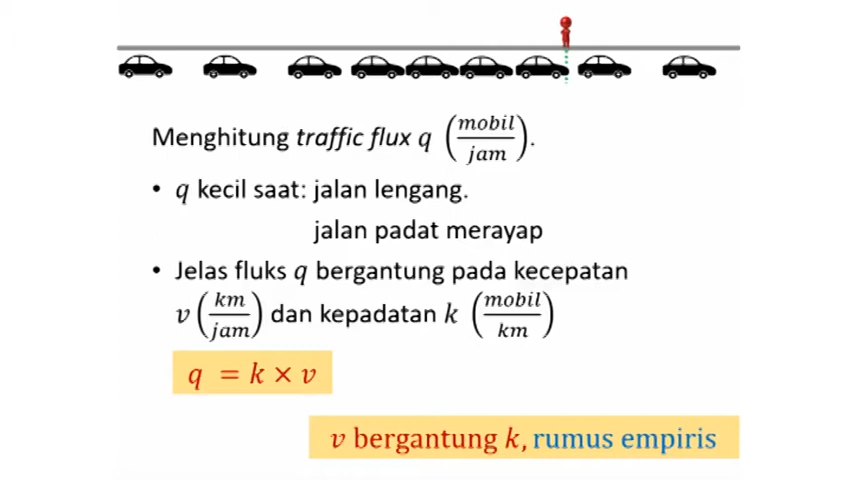 Menghitung traffic flux q (mobil/jam).
• q kecil saat: jalan lengang.
jalan padat merayap
• Jelas fluks q bergantung pada kecepatan
v (km/jam) dan kepadatan k (mobil/km)
q = k × v
v bergantung k, rumus empiris